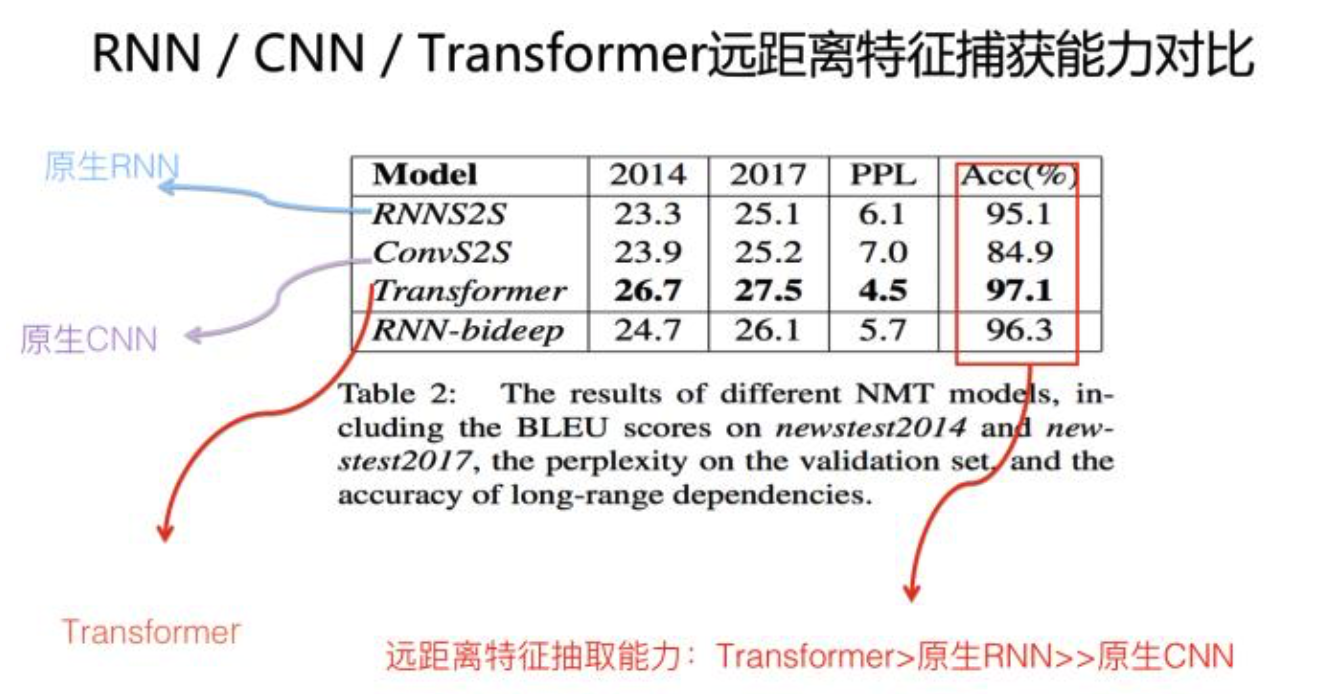 RNN / CNN / Transformer远距离特征捕获能力对比
原生RNN
Model 2014 2017 PPL Acc(%)
RNNS2S 23.3 25.1 6.1 95.1
ConvS2S 23.9 25.2 7.0 84.9
Transformer 26.7 27.5 4.5 97.1
RNN-bideep 24.7 26.1 5.7 96.3
原生CNN
Table 2: The results of different NMT models, in-
cluding the BLEU scores on newstest2014 and new-
stest2017, the perplexity on the validation set, and the
accuracy of long-range dependencies.
Transformer
远距离特征抽取能力：Transformer>原生RNN>>原生CNN